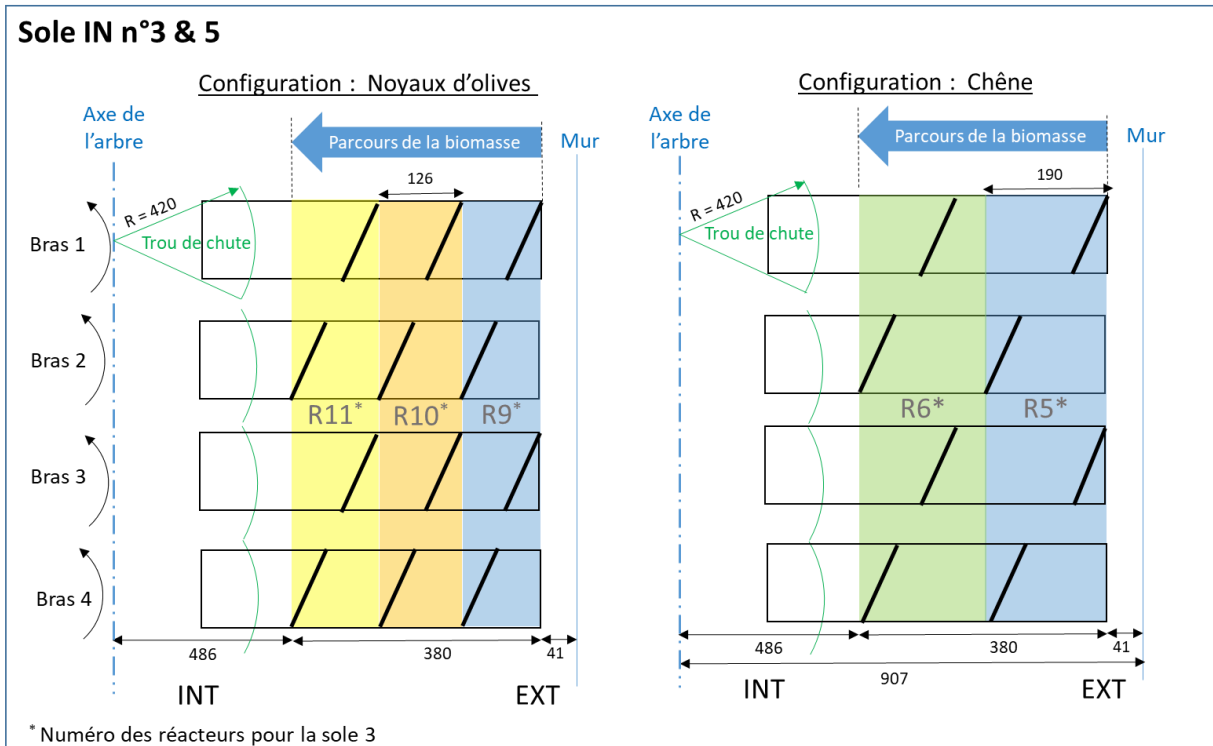 Sole IN n°3 & 5
Configuration : Noyaux d'olives
Axe de
l'arbre
Parcours de la biomasse
Mur
126
R = 420
Trou de chute
Bras 1
Bras 2
R11* R10* R9*
Bras 3
Bras 4
486 380 41
INT EXT
Configuration : Chêne
Axe de
l'arbre
Parcours de la biomasse
Mur
190
R = 420
Trou de chute
R6* R5*
486 380 41
907
INT EXT
* Numéro des réacteurs pour la sole 3